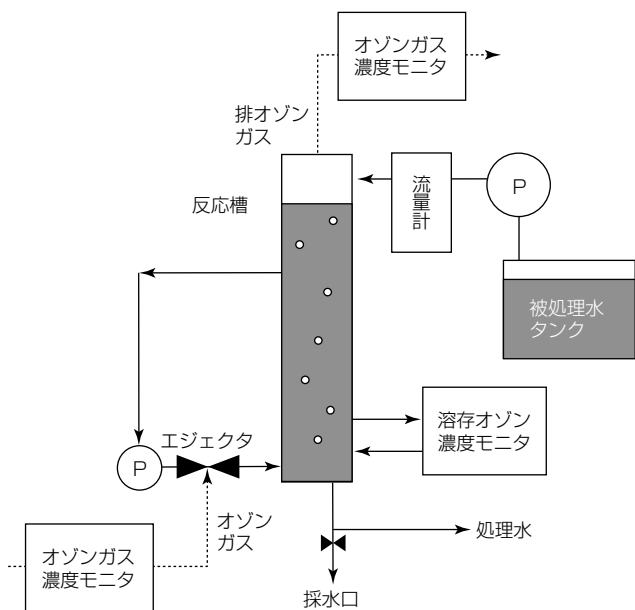 オゾンガス
濃度モニタ
排オゾン
ガス
流量計
P
反応槽
被処理水
タンク
溶存オゾン
濃度モニタ
エジェクタ
P
オゾン
ガス
処理水
オゾンガス
濃度モニタ
採水口